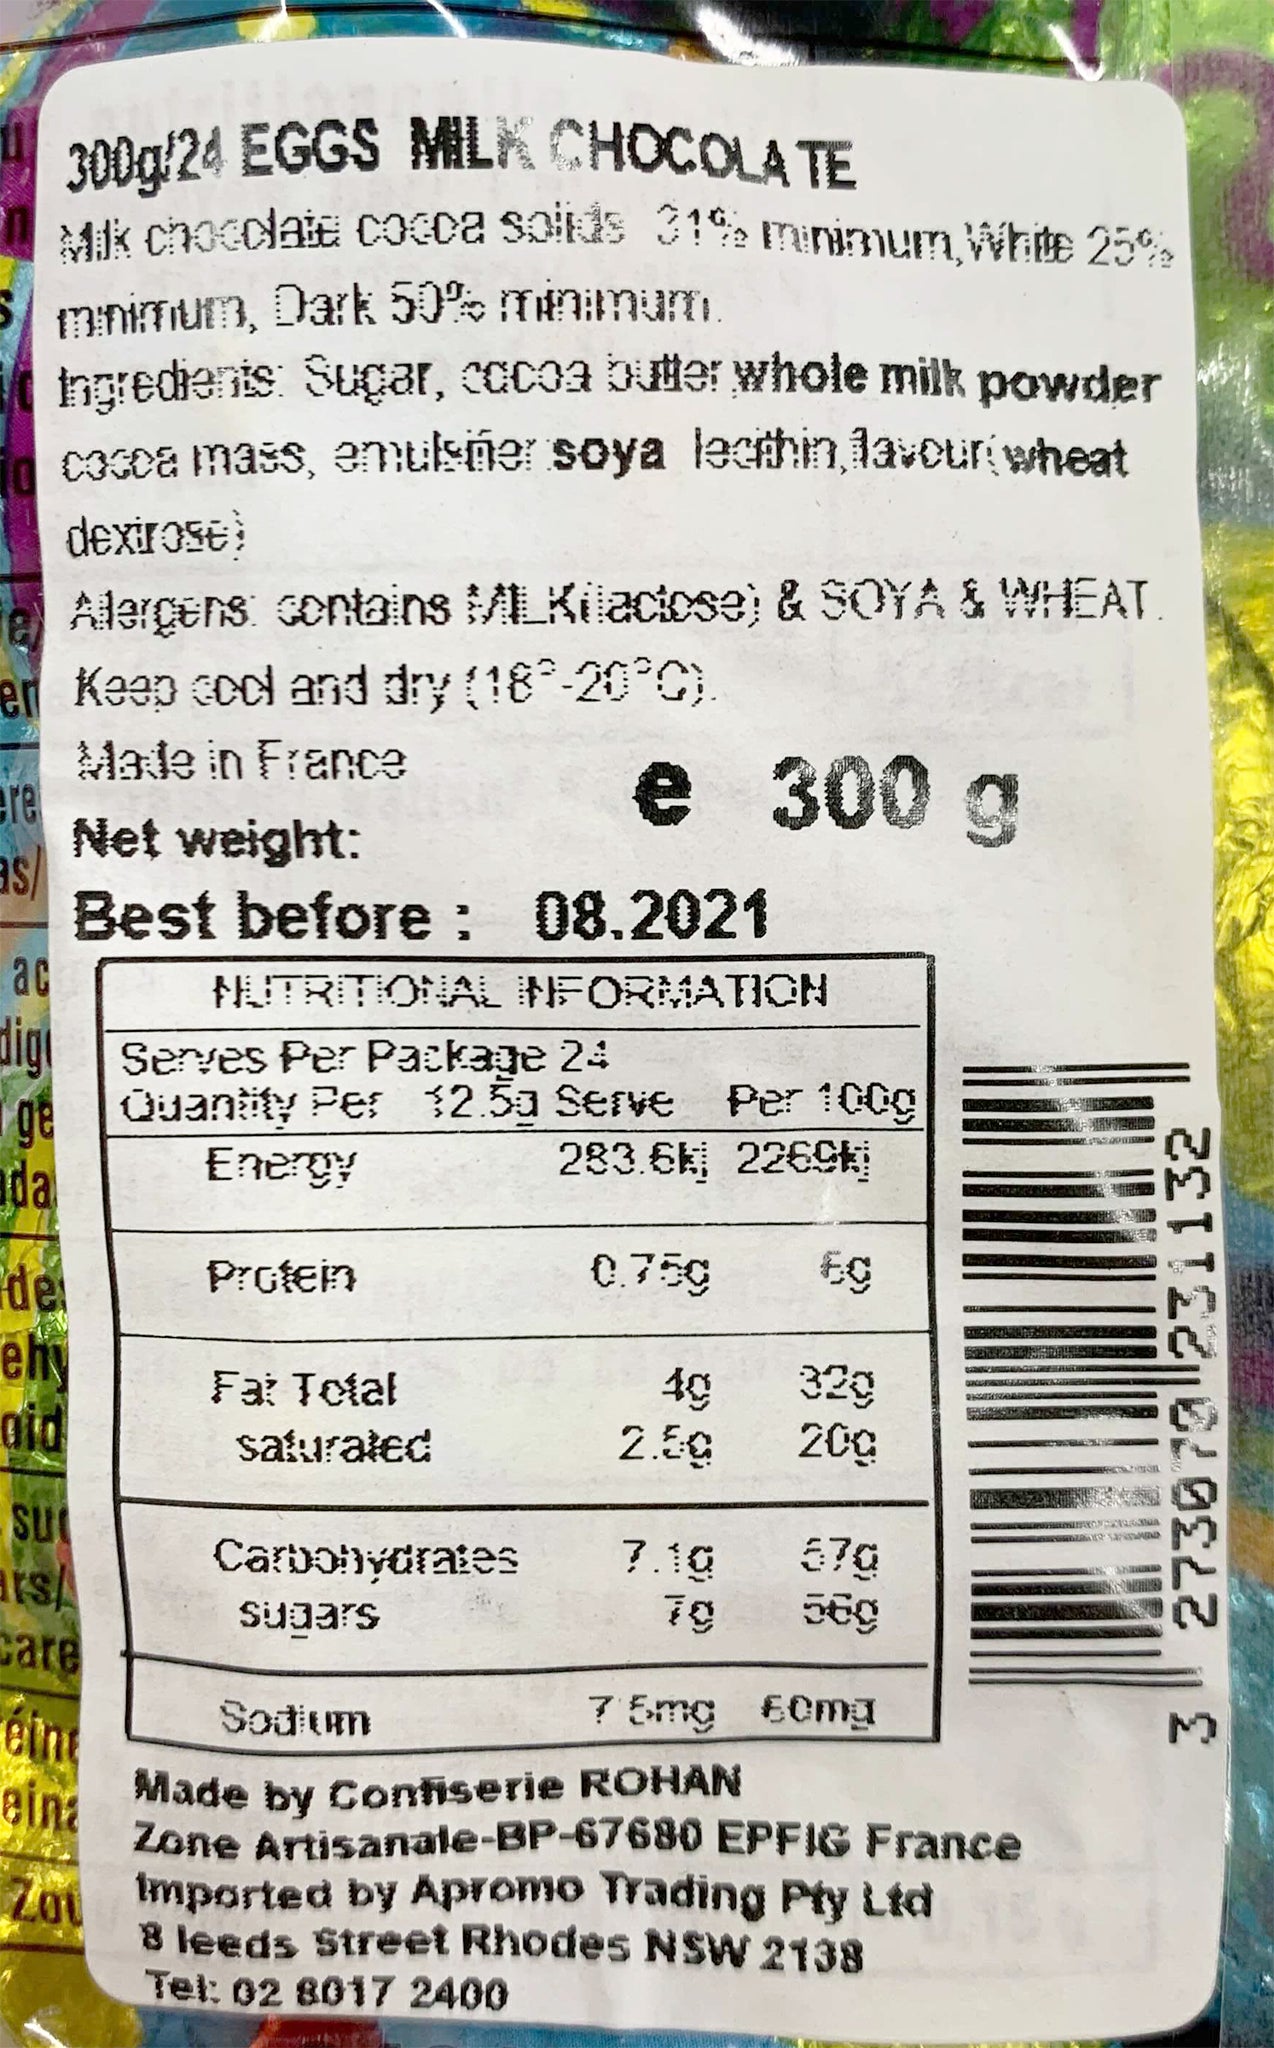 300g/24 EGGS MILK CHOCOLATE
Milk chocolate cocoa solids 31% minimum,White 25%
minimum, Dark 50% minimum.
Ingredients: Sugar, cocoa butter whole milk powder
cocoa mass, emulsifier soya lecithin,flavour(wheat
dextrose)
Allergens: contains MILK(lactose) & SOYA & WHEAT.
Keep cool and dry (18°-20°C).
Made in France
e 300 g
Net weight:
Best before : 08.2021
NUTRITIONAL INFORMATION
Serves Per Package 24
Quantity Per 12.5g Serve Per 100g
Energy 283.6kj 2269kj
Protein 0.75g 6g
Fat Total 4g 32g
saturated 2.5g 20g
Carbohydrates 7.1g 57g
sugars 7g 56g
Sodium 7.5mg 60mg
3 273070 231132
Made by Confiserie ROHAN
Zone Artisanale-BP-67680 EPFIG France
Imported by Apromo Trading Pty Ltd
8 leeds Street Rhodes NSW 2138
Tel: 02 8017 2400